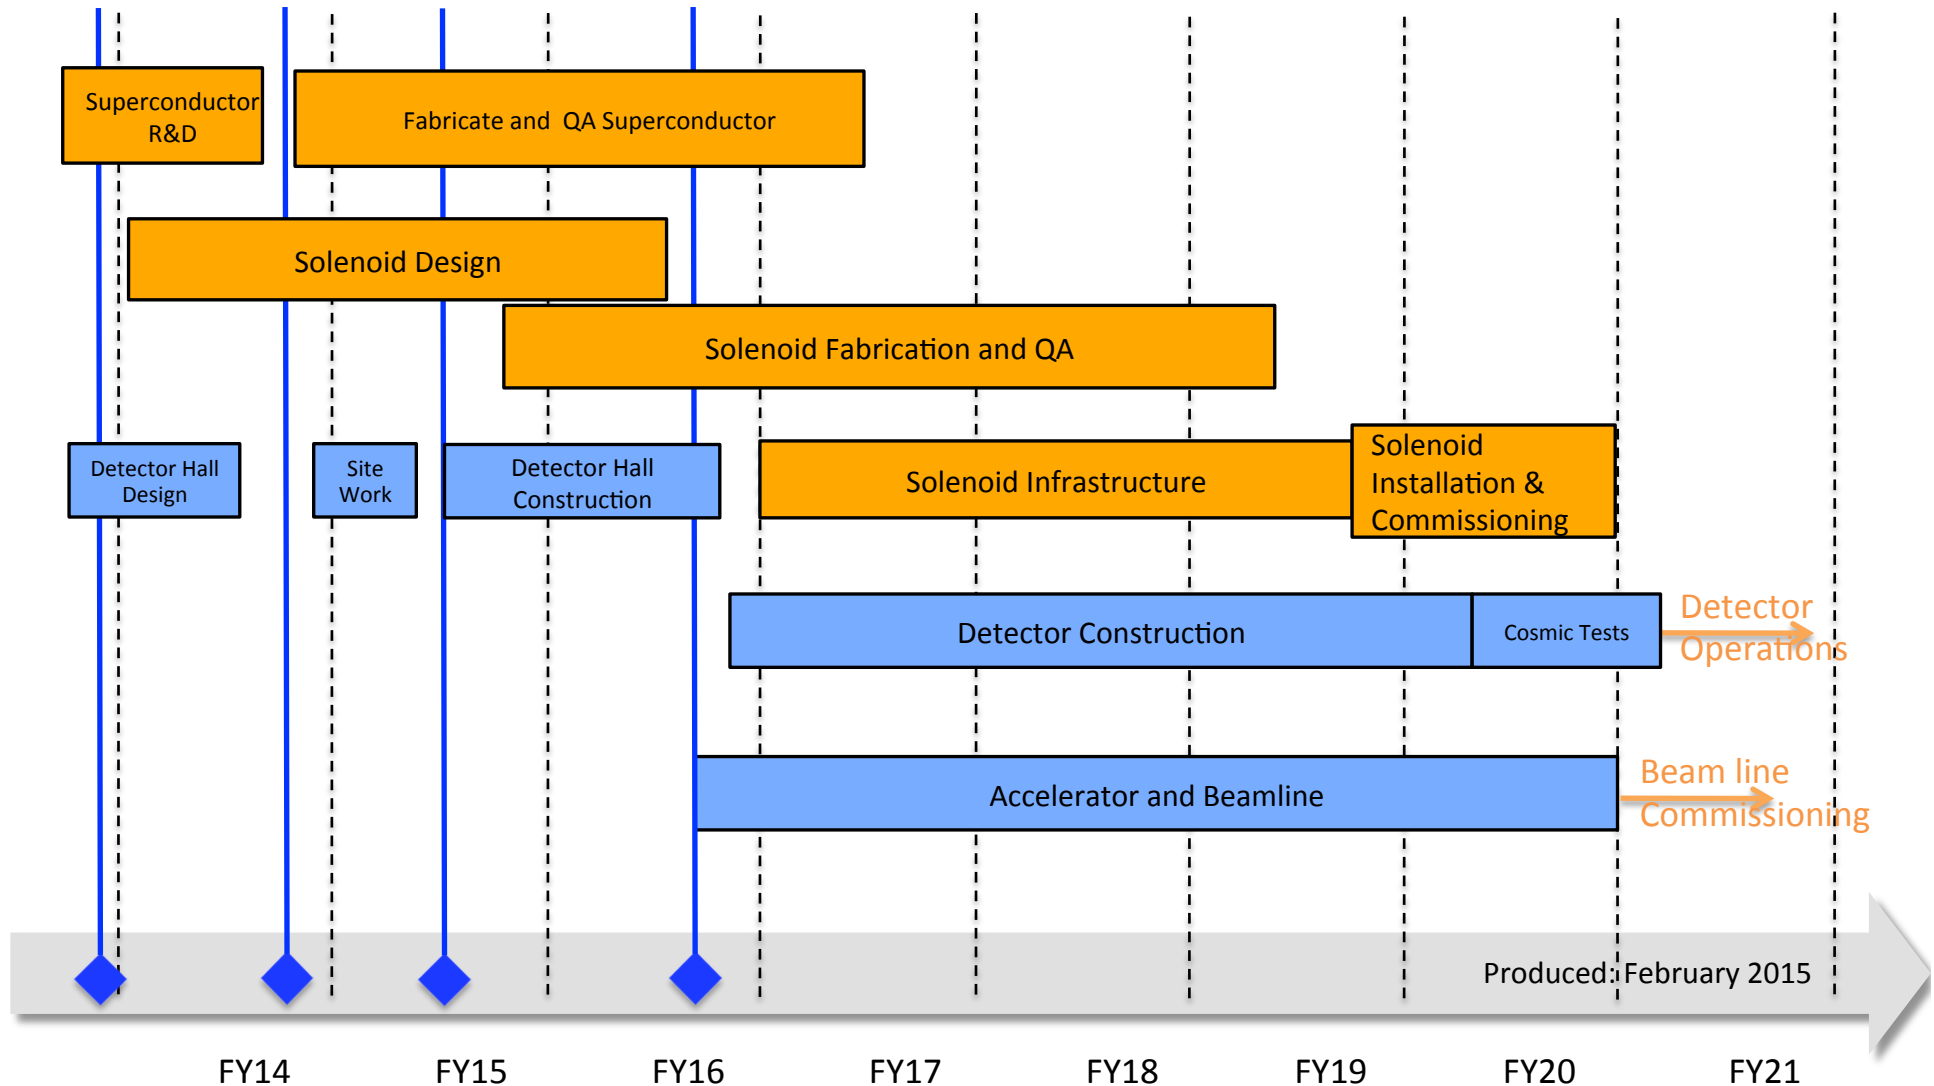 Superconductor
R&D
Fabricate and QA Superconductor
Solenoid Design
Solenoid Fabrication and QA
Detector Hall
Design
Site
Work
Detector Hall
Construction
Solenoid Infrastructure
Solenoid
Installation &
Commissioning
Detector Construction
Cosmic Tests
Detector
Operations
Accelerator and Beamline
Beam line
Commissioning
Produced: February 2015
FY14
FY15
FY16
FY17
FY18
FY19
FY20
FY21